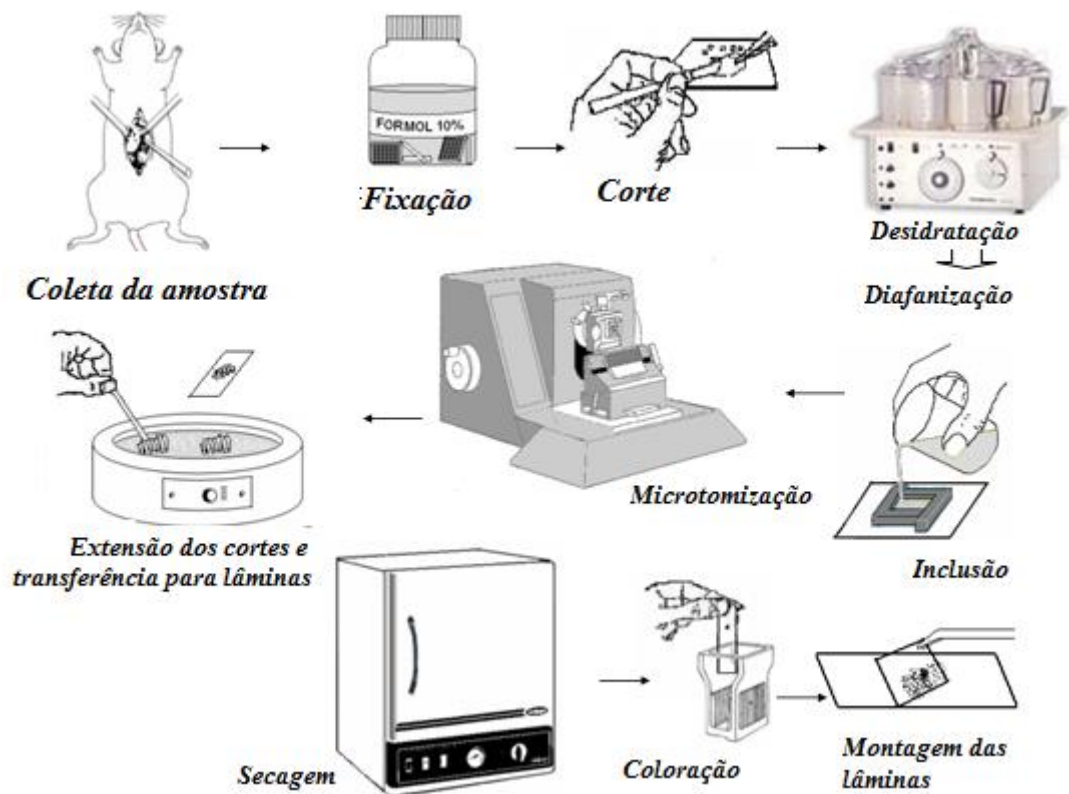 Coleta da amostra
FORMOL 10%
Fixação
Corte
Desidratação
Diafanização
Inclusão
Microtomização
Extensão dos cortes e
transferência para lâminas
Secagem
Coloração
Montagem das
lâminas